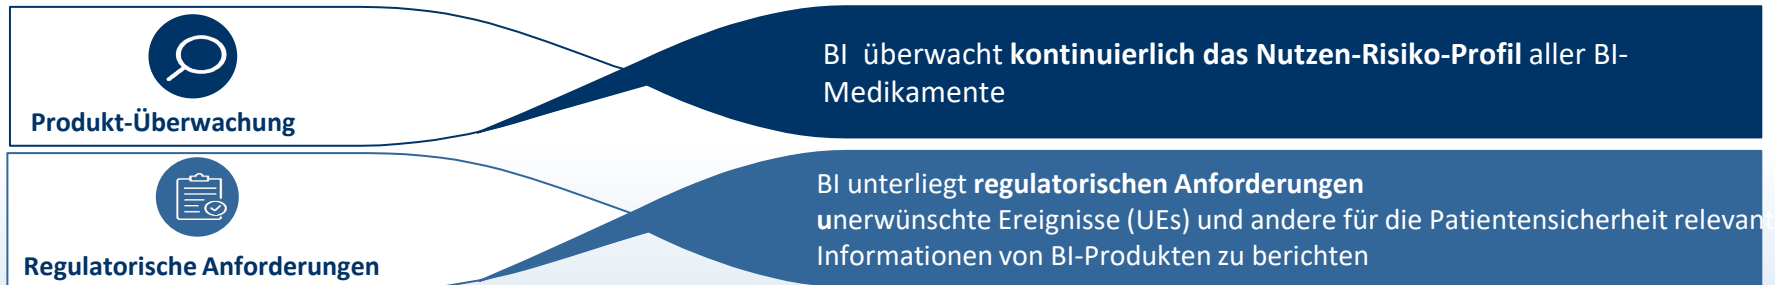 Produkt-Überwachung
BI überwacht kontinuierlich das Nutzen-Risiko-Profil aller BI-
Medikamente
Regulatorische Anforderungen
BI unterliegt regulatorischen Anforderungen
unerwünschte Ereignisse (UEs) und andere für die Patientensicherheit relevant
Informationen von BI-Produkten zu berichten